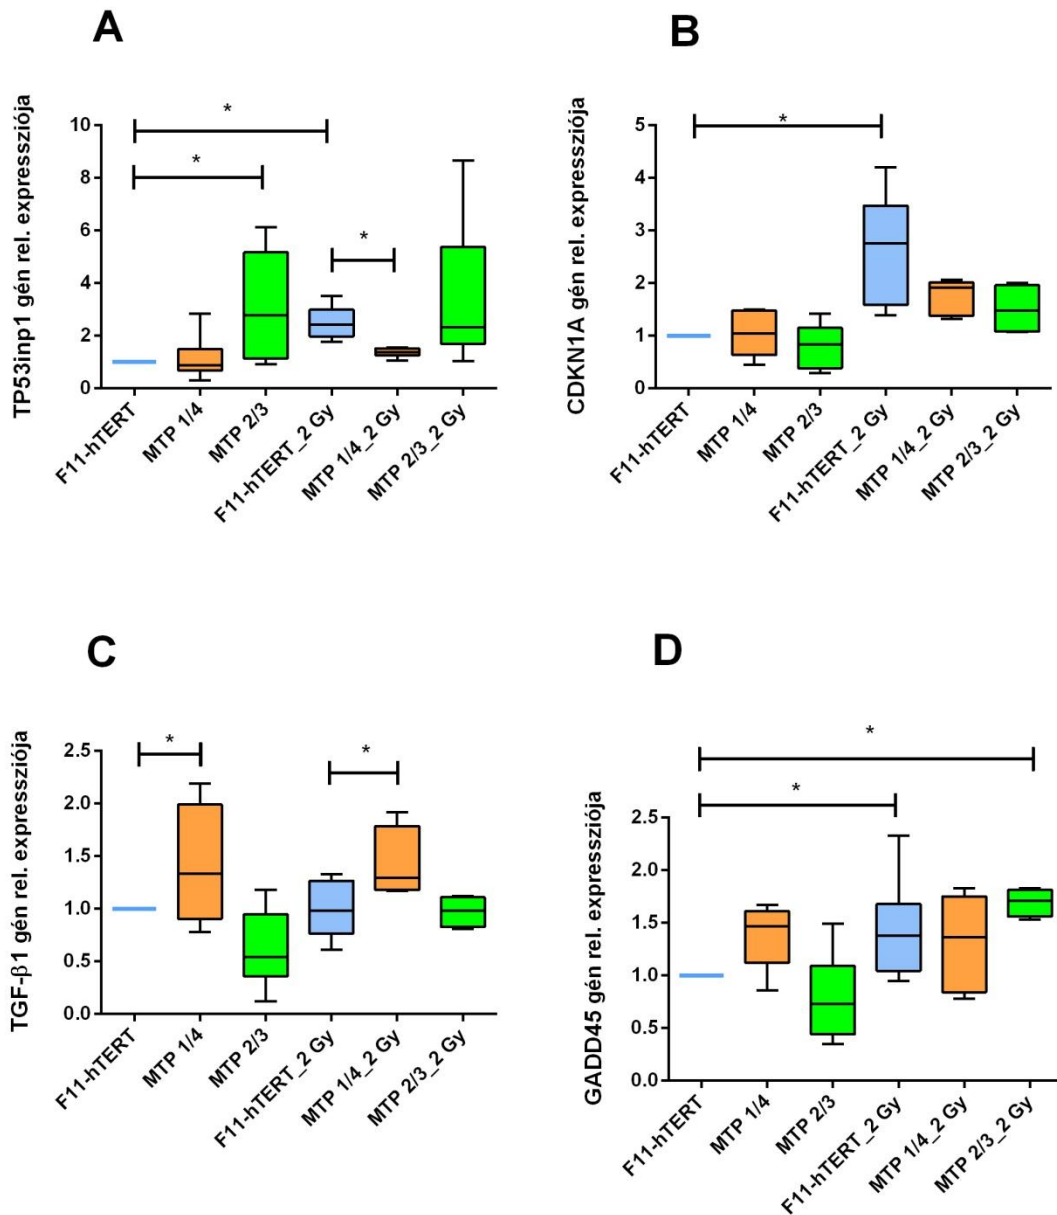 A
TP53inp1 gén rel. expressziója
10
8
6
4
2
0
*
*
*
F11-hTERT
MTP 1/4
MTP 2/3
F11-hTERT_2 Gy
MTP 1/4_2 Gy
MTP 2/3_2 Gy
B
CDKN1A gén rel. expressziója
5
4
3
2
1
0
*
F11-hTERT
MTP 1/4
MTP 2/3
F11-hTERT_2 Gy
MTP 1/4_2 Gy
MTP 2/3_2 Gy
C
TGF-β1 gén rel. expressziója
2.5
2.0
1.5
1.0
0.5
0.0
*
*
F11-hTERT
MTP 1/4
MTP 2/3
F11-hTERT_2 Gy
MTP 1/4_2 Gy
MTP 2/3_2 Gy
D
GADD45 gén rel. expressziója
2.5
2.0
1.5
1.0
0.5
0.0
*
*
F11-hTERT
MTP 1/4
MTP 2/3
F11-hTERT_2 Gy
MTP 1/4_2 Gy
MTP 2/3_2 Gy